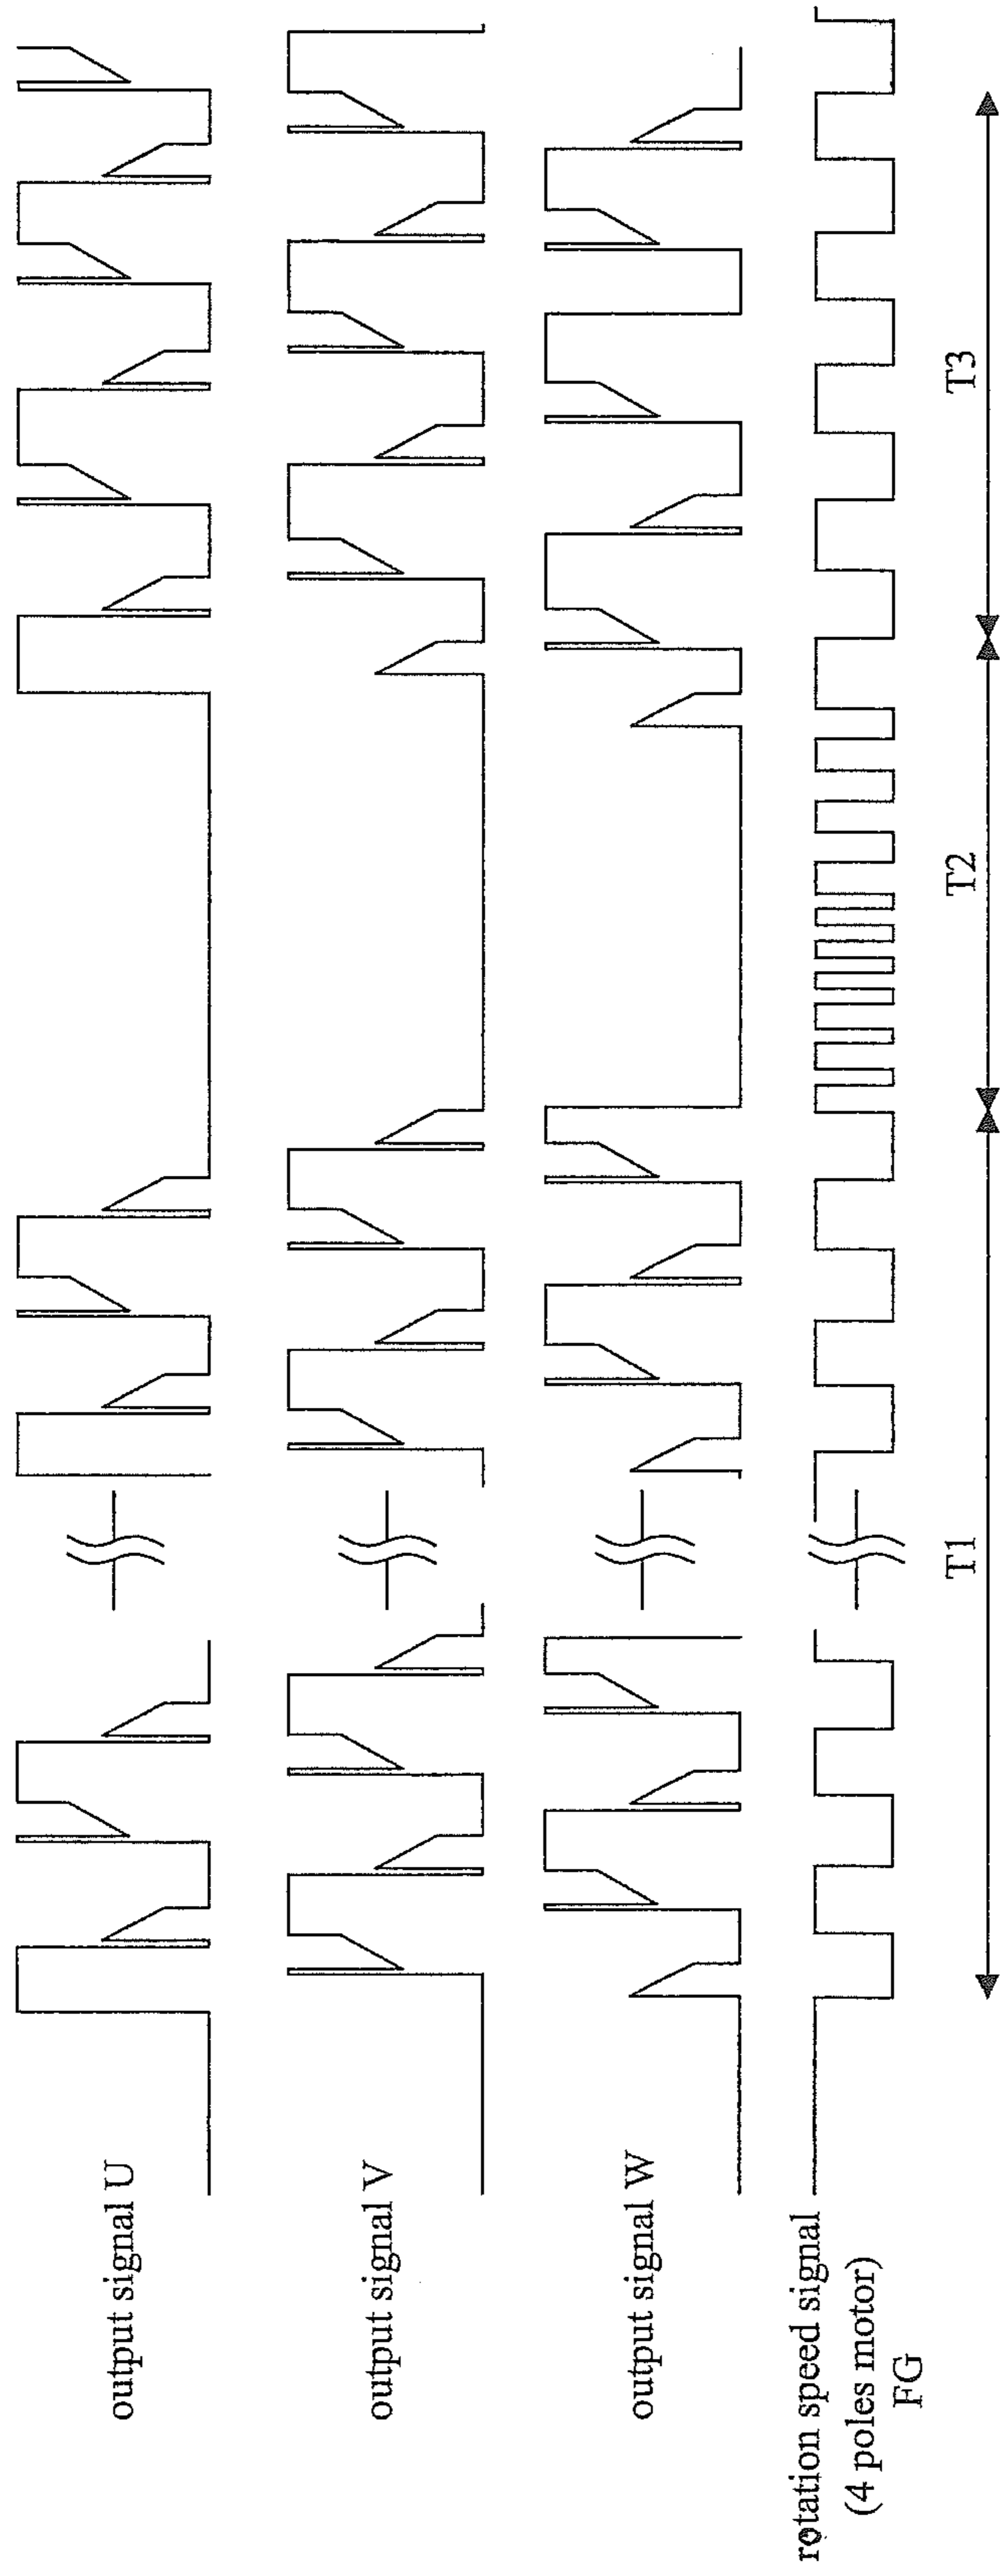 output signal U
output signal V
output signal W
rotation speed signal
(4 poles motor)
FG
T1
T2
T3